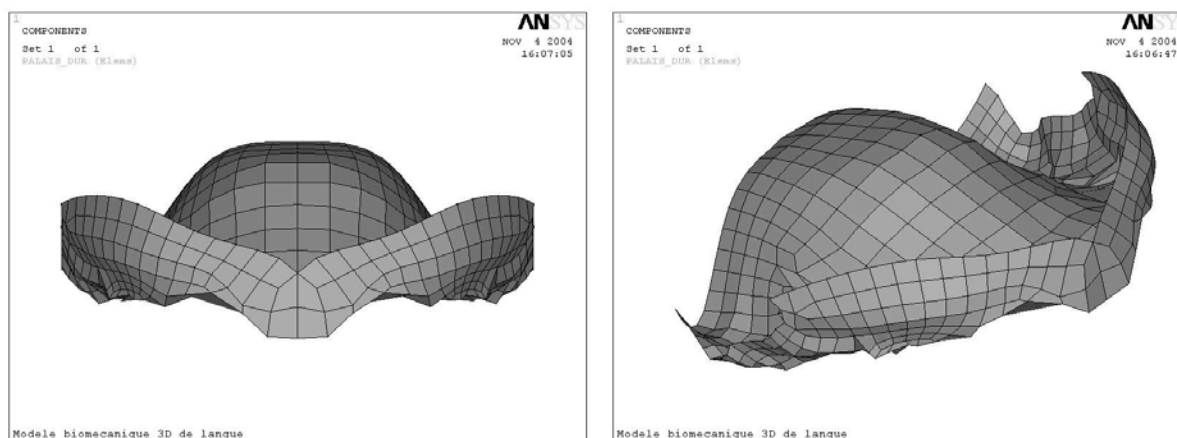 1
ANSYS
COMPONENTS
NOV 4 2004
Set 1 of 1
16:07:05
PALAIS_DUR (Elems)
Modele biomecanique 3D de langue
1
ANSYS
COMPONENTS
NOV 4 2004
Set 1 of 1
16:06:47
PALAIS_DUR (Elems)
Modele biomecanique 3D de langue